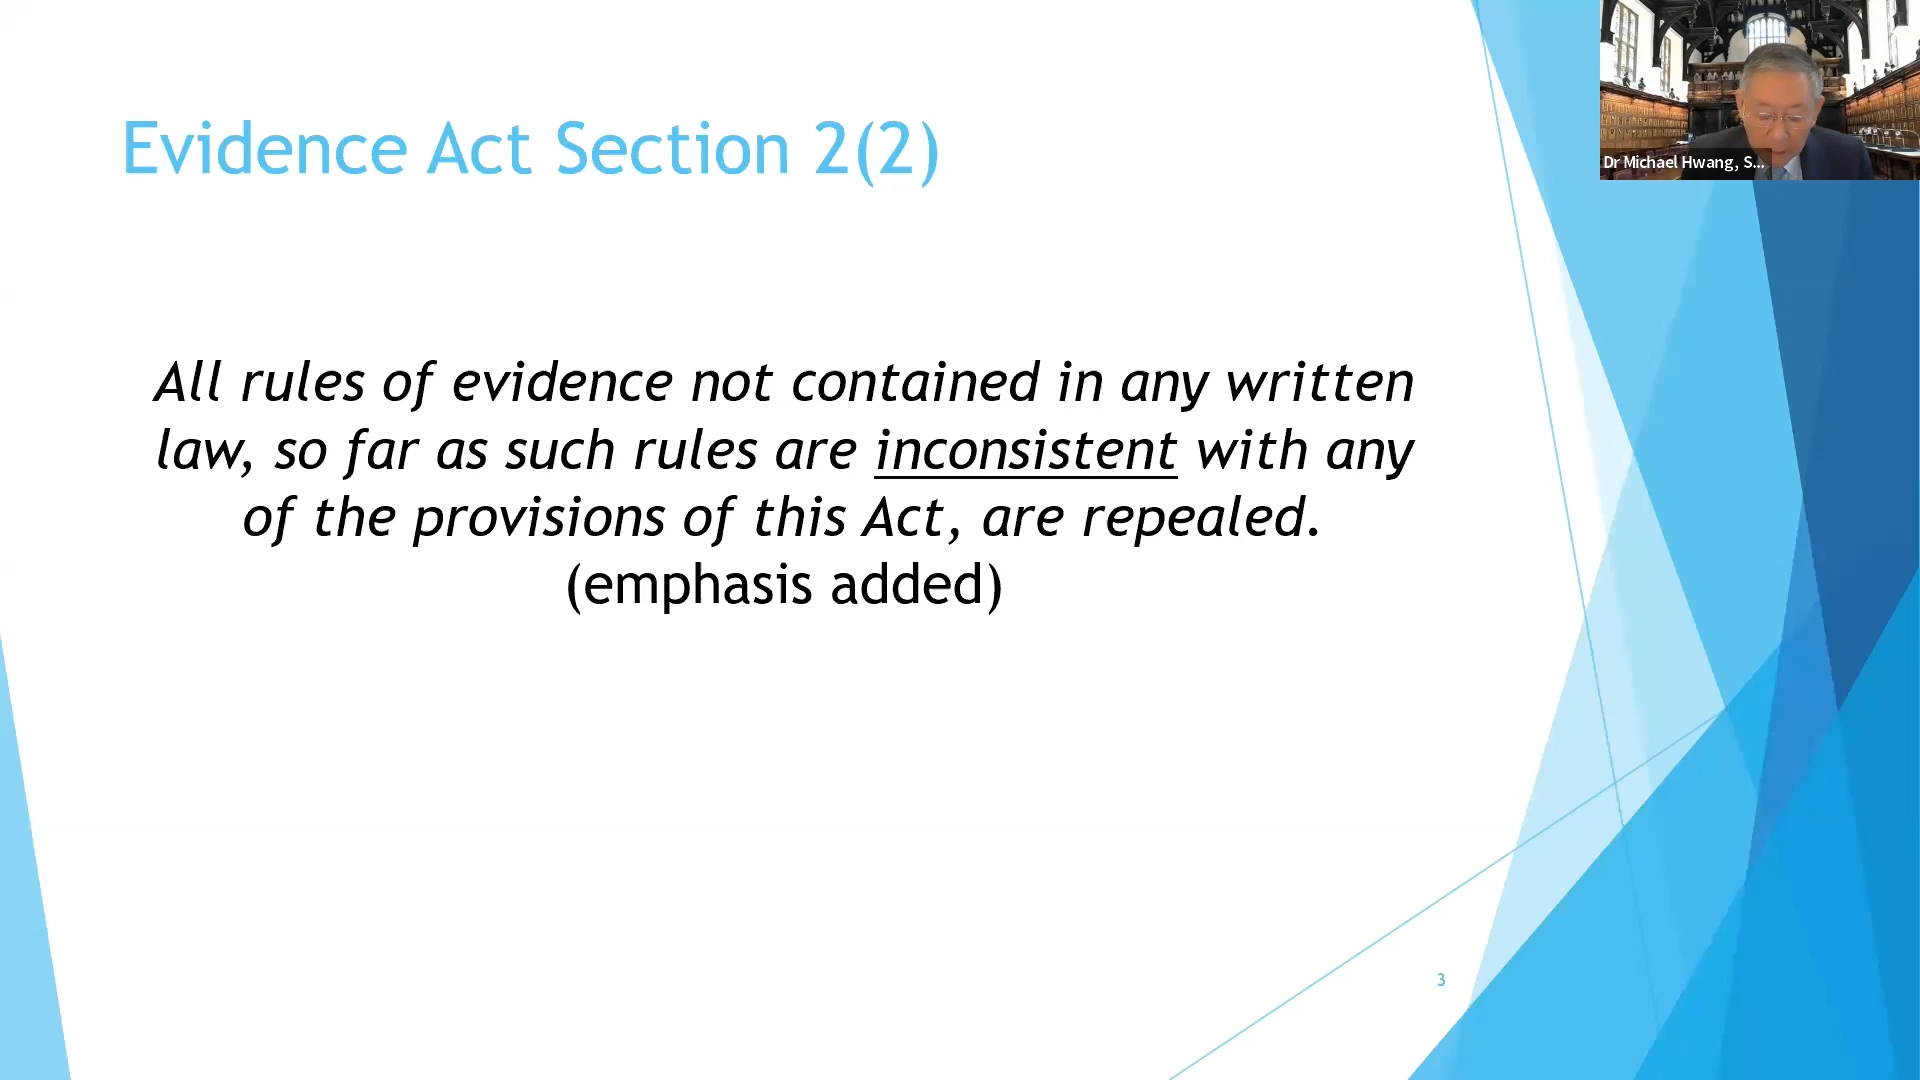 Evidence Act Section 2(2)
Dr Michael Hwang, S...
All rules of evidence not contained in any written
law, so far as such rules are inconsistent with any
of the provisions of this Act, are repealed.
(emphasis added)
3